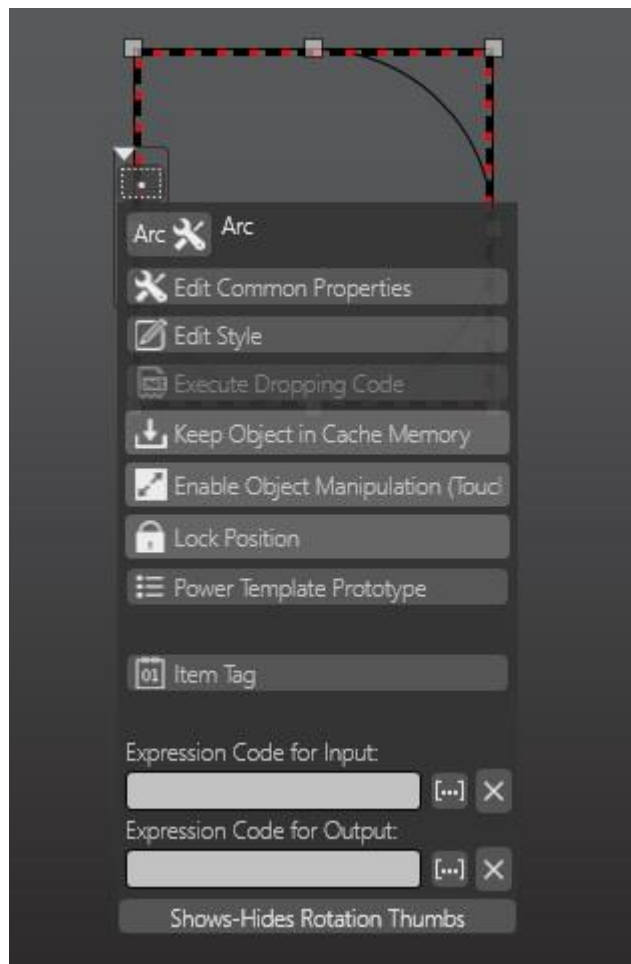 Arc Arc
Edit Common Properties
Edit Style
Execute Dropping Code
Keep Object in Cache Memory
Enable Object Manipulation (Touc
Lock Position
Power Template Prototype
01 Item Tag
Expression Code for Input:
[...]
Expression Code for Output:
[...]
Shows-Hides Rotation Thumbs